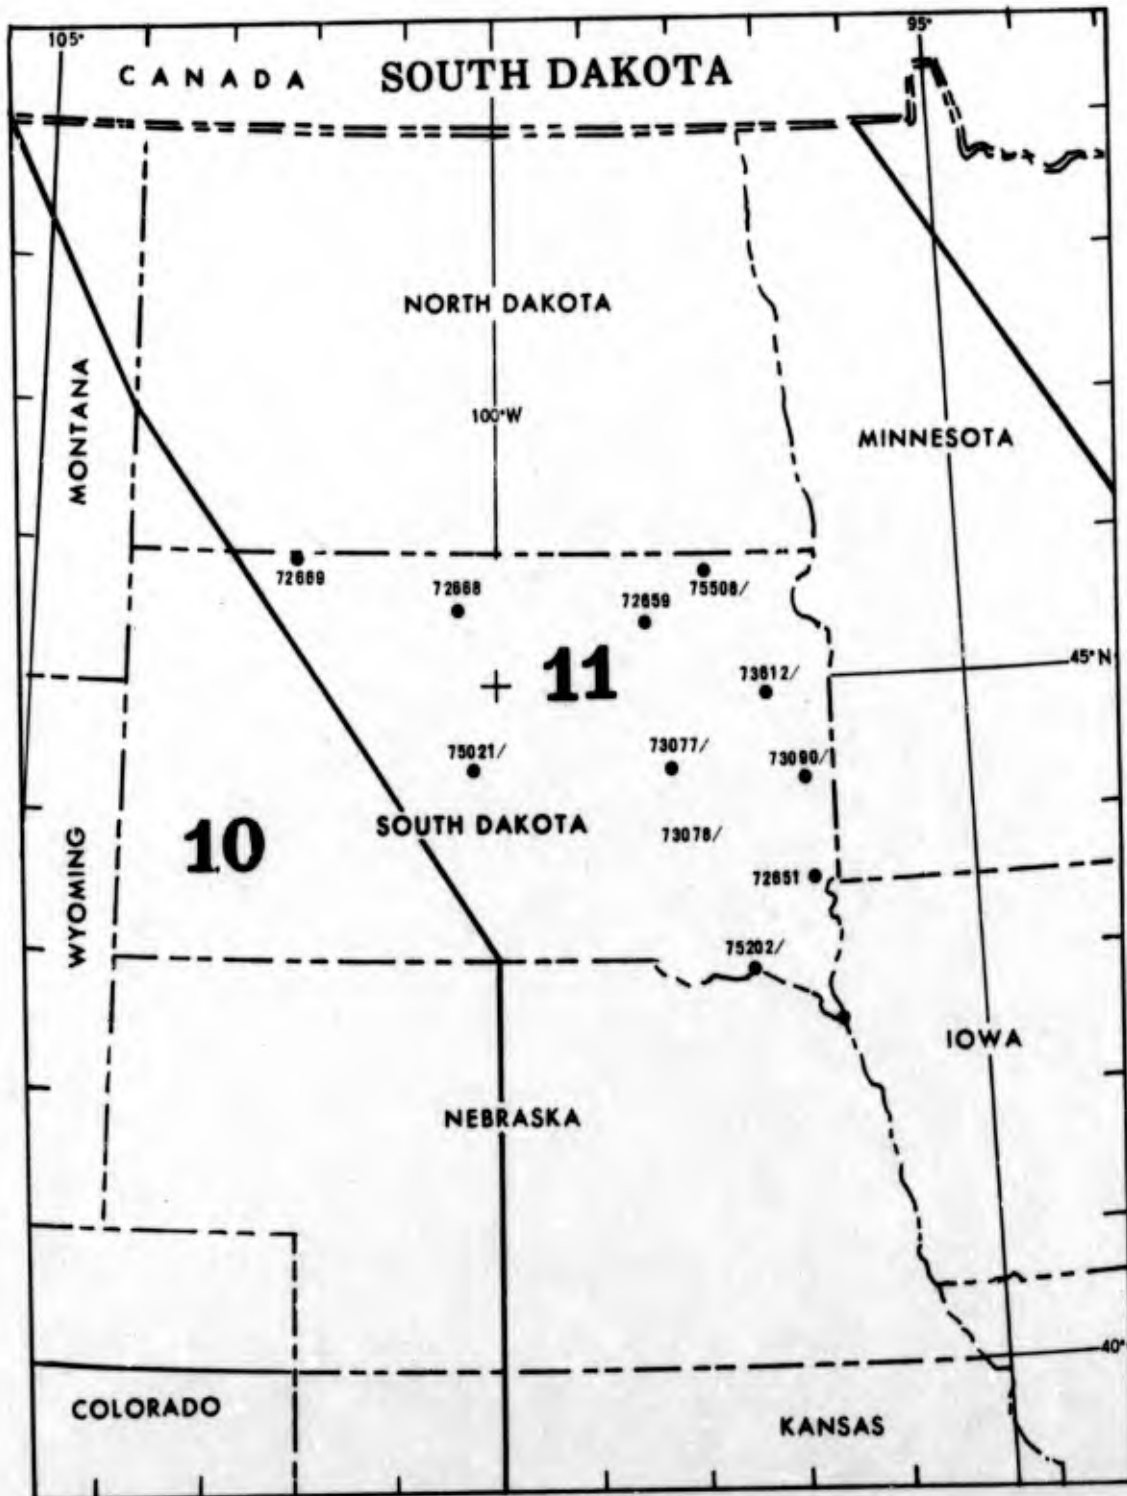 105°
95°
CANADA
SOUTH DAKOTA
NORTH DAKOTA
MONTANA
100°W
MINNESOTA
72669
72668
72659
75508/
11
73612/
45°N
75021/
73077/
73090/
10
SOUTH DAKOTA
73078/
WYOMING
72651
75202/
IOWA
NEBRASKA
40°
COLORADO
KANSAS